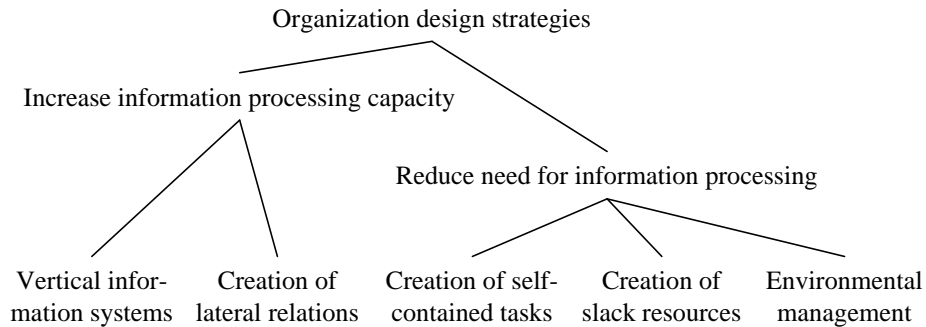 Organization design strategies
Increase information processing capacity
Reduce need for information processing
Vertical infor-
mation systems
Creation of
lateral relations
Creation of self-
contained tasks
Creation of
slack resources
Environmental
management